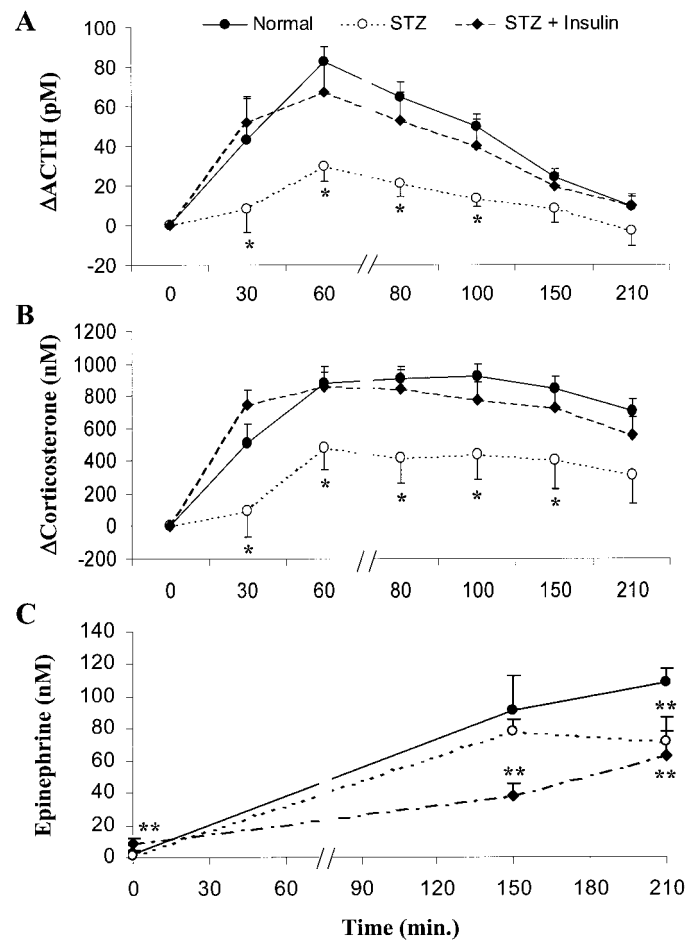 A
Normal STZ STZ + Insulin
ΔACTH (pM)
100
80
60
40
20
0
-20
* * * *
0 30 60 // 80 100 150 210
B
ΔCorticosterone (nM)
1200
1000
800
600
400
200
0
-200
* * * * *
0 30 60 // 80 100 150 210
C
Epinephrine (nM)
140
120
100
80
60
40
20
0
** ** ** **
0 30 60 // 90 120 150 210
Time (min.)